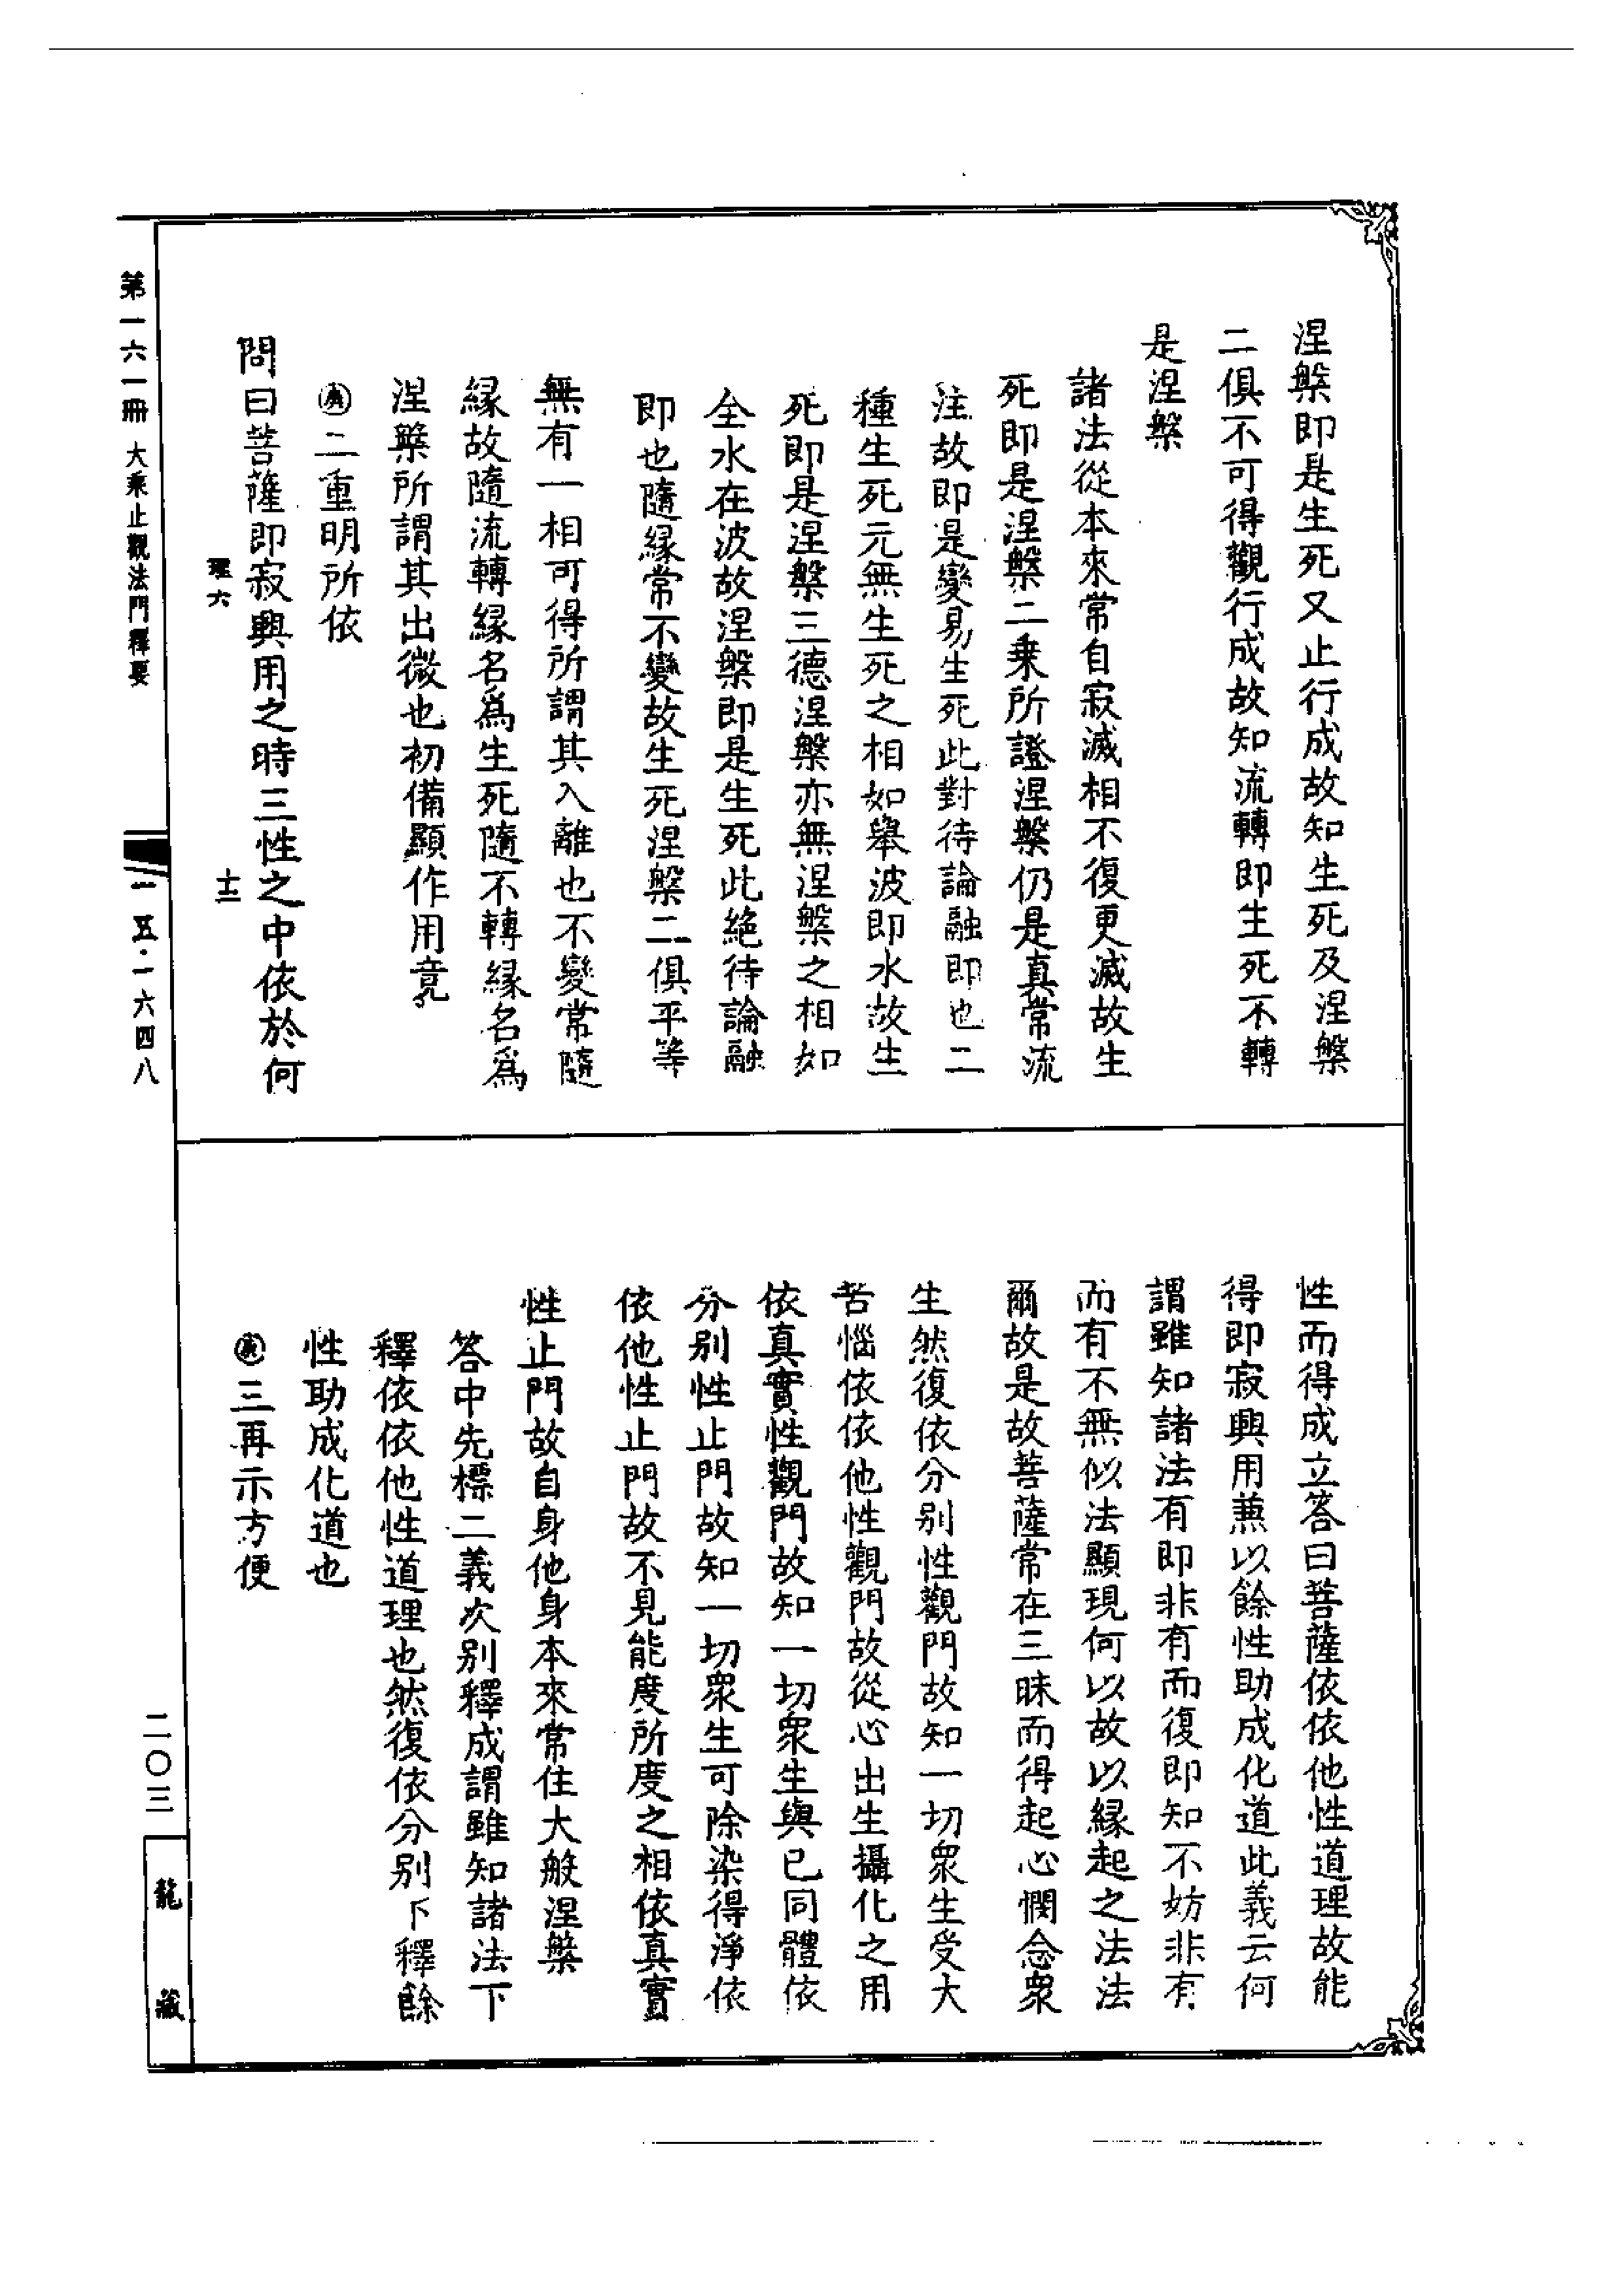 涅槃即是生死又止行成故知生死及涅槃
二俱不可得觀行成故知流轉即生死不轉
是涅槃
諸法從本來常自寂滅相不復更滅故生
死即是涅槃二乗所證涅槃仍是真常流
注故即是變易生死此對待論融即也二
種生死元無生死之相如舉波即水故生
死即是涅槃三德涅槃亦無涅槃之相如
全水在波故涅槃即是生死此絶待論融
即也隨緣常不變故生死涅槃二俱平等
無有一相可得所謂其入離也不變常隨
緣故隨流轉緣名爲生死隨不轉緣名爲
涅槃所謂其出微也初備顯作用竟
二重明所依
問曰菩薩即寂興用之時三性之中依於何
性而得成立答曰菩薩依依他性道理故能
得即寂興用兼以餘性助成化道此義云何
謂雖知諸法有即非有而復即知不妨非有
而有不無似法顯現何以故以緣起之法法
爾故是故菩薩常在三昧而得起心憫念衆
生然復依分别性觀門故知一切衆生受大
苦惱依依他性觀門故從心出生攝化之用
依真實性觀門故知一切衆生與已同體依
分别性止門故知一切衆生可除染得淨依
依他性止門故不見能度所度之相依真實
性止門故自身他身本來常住大般涅槃
答中先標二義次别釋成謂雖知諸法下
釋依依他性道理也然復依分别下釋餘
性助成化道也
三再示方便
第一六一冊 大乘止觀法門釋要
一五·一六四八
二〇三
龍藏